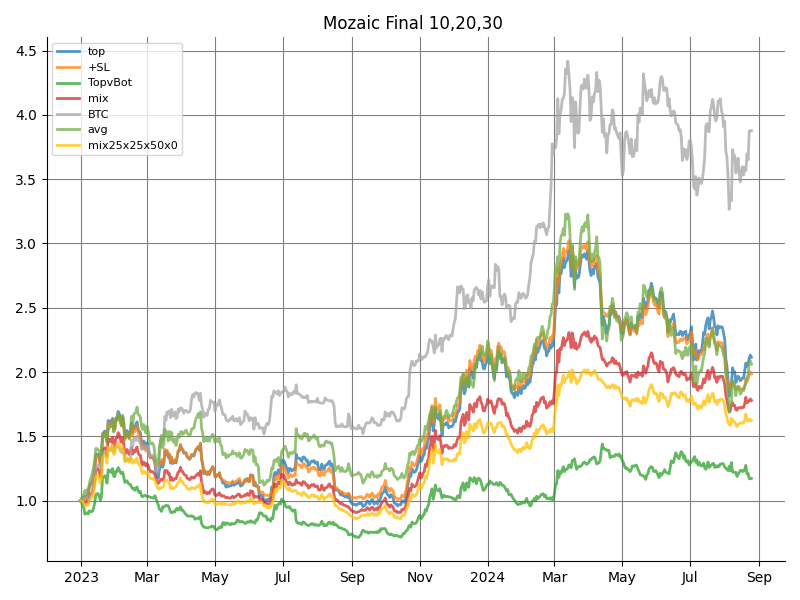 Mozaic Final 10,20,30
4.5
4.0
3.5
3.0
2.5
2.0
1.5
1.0
top
+SL
TopvBot
mix
BTC
avg
mix25x25x50x0
2023 Mar May Jul Sep Nov 2024 Mar May Jul Sep